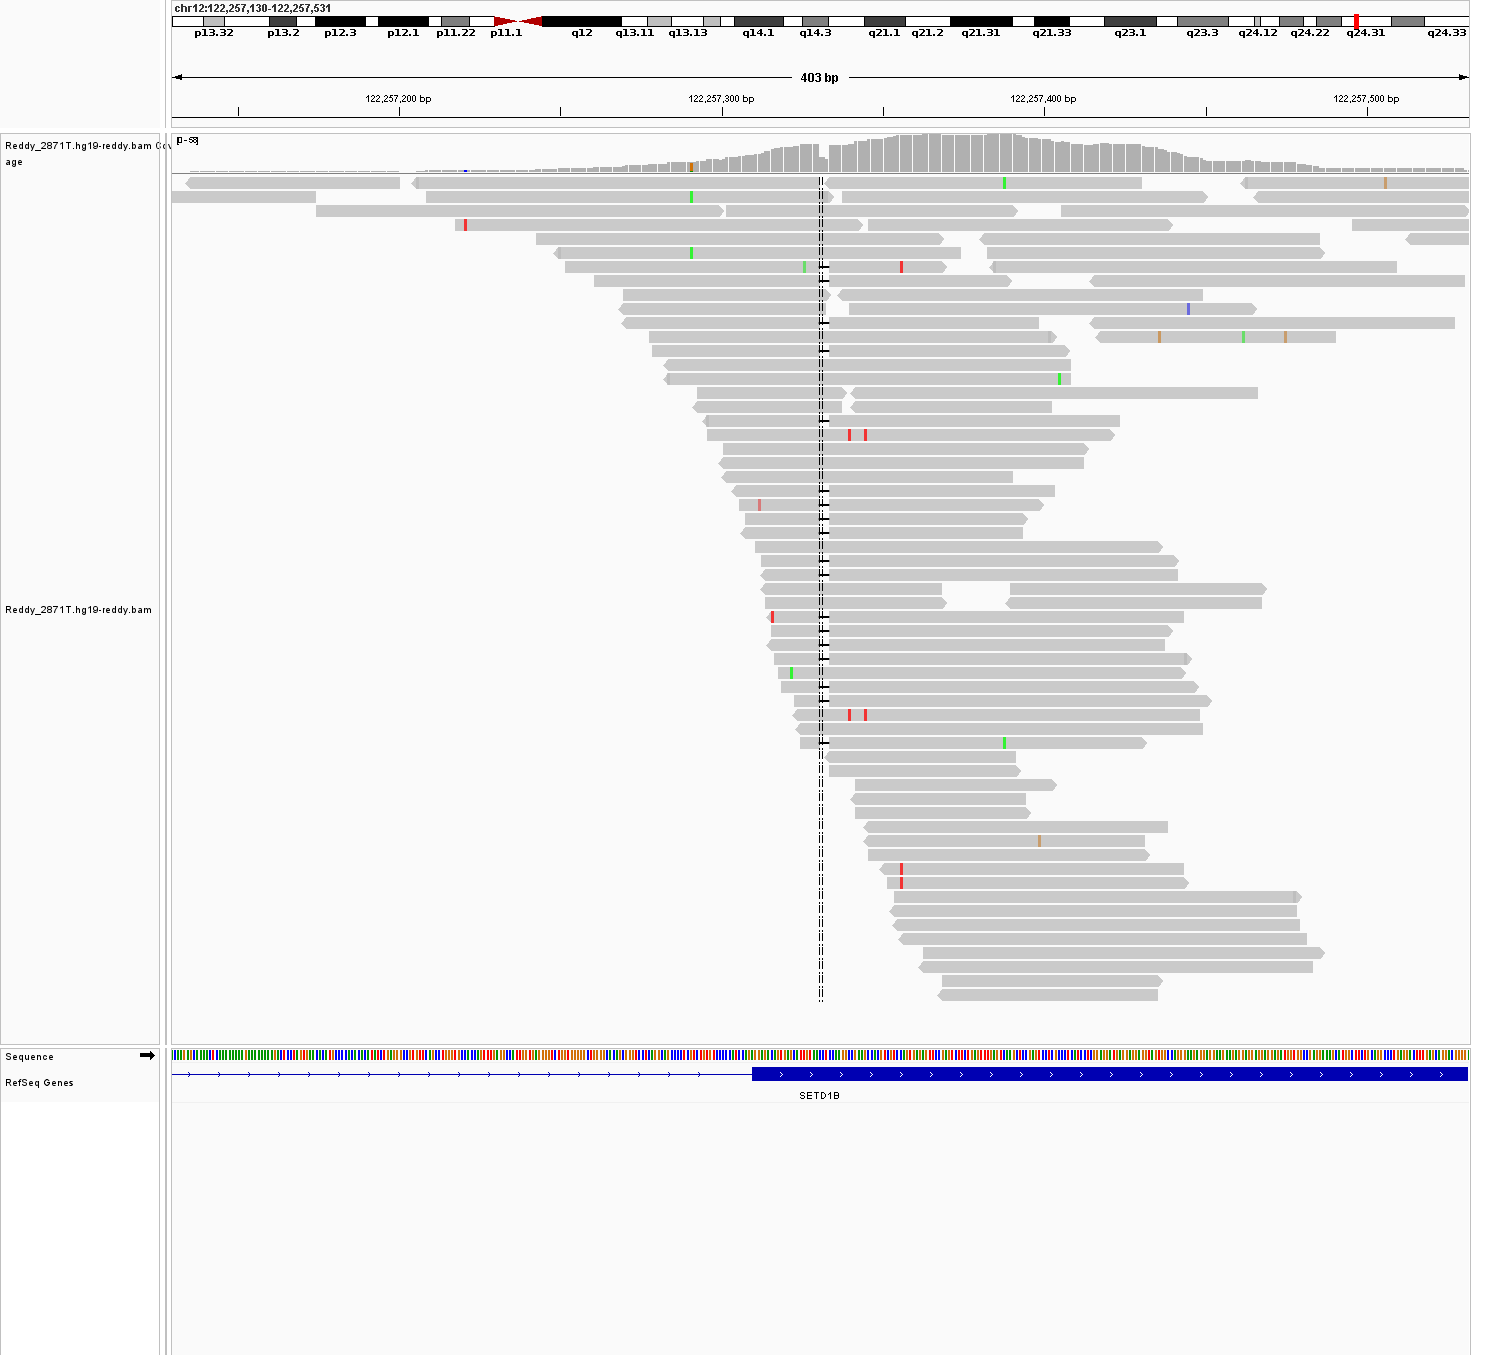 chr12:122,257,130-122,257,531
p13.32 p13.2 p12.3 p12.1 p11.22 p11.1 q12 q13.11 q13.13 q14.1 q14.3 q21.1 q21.2 q21.31 q21.33 q23.1 q23.3 q24.12 q24.22 q24.31 q24.33
403 bp
122,257,200 bp 122,257,300 bp 122,257,400 bp 122,257,500 bp
Reddy_2871T.hg19-reddy.bam Cov
age
Reddy_2871T.hg19-reddy.bam
Sequence
RefSeq Genes
SETD1B